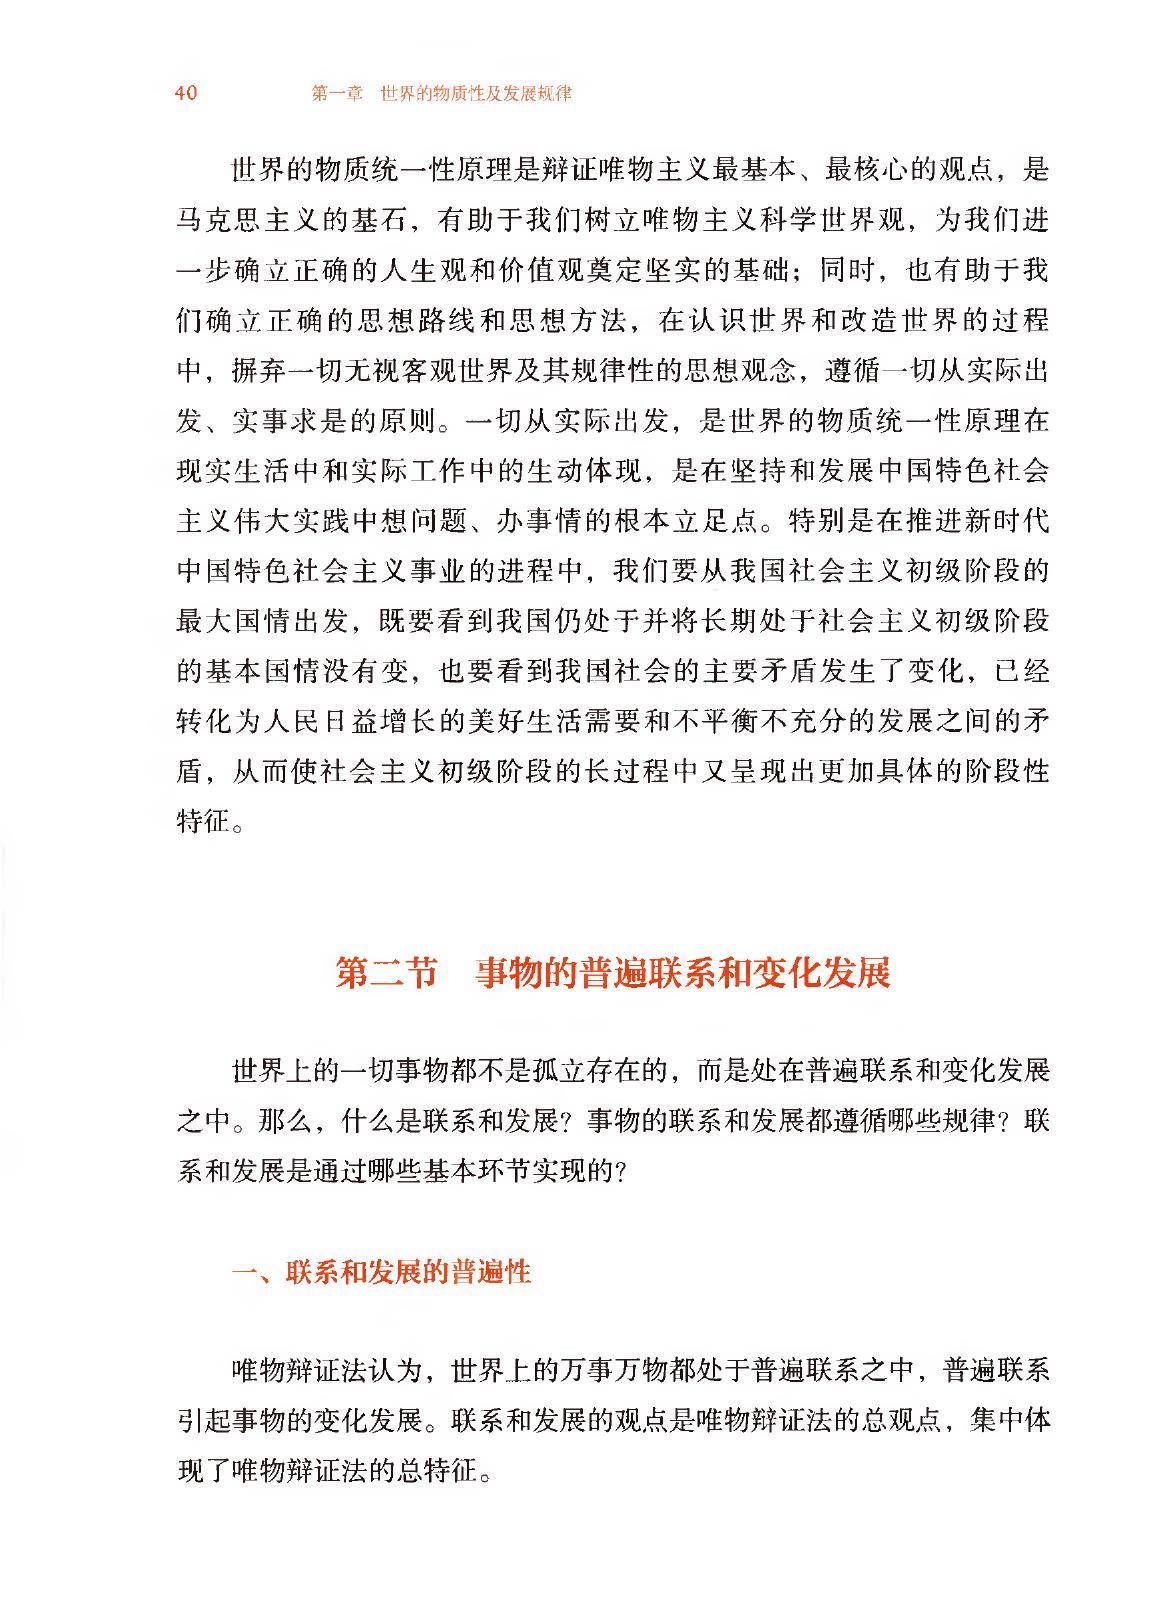 40 第一章 世界的物质性及发展规律
世界的物质统一性原理是辩证唯物主义最基本、最核心的观点，是
马克思主义的基石，有助于我们树立唯物主义科学世界观，为我们进
一步确立正确的人生观和价值观奠定坚实的基础；同时，也有助于我
们确立正确的思想路线和思想方法，在认识世界和改造世界的过程
中，摒弃一切无视客观世界及其规律性的思想观念，遵循一切从实际出
发、实事求是的原则。一切从实际出发，是世界的物质统一性原理在
现实生活中和实际工作中的生动体现，是在坚持和发展中国特色社会
主义伟大实践中想问题、办事情的根本立足点。特别是在推进新时代
中国特色社会主义事业的进程中，我们要从我国社会主义初级阶段的
最大国情出发，既要看到我国仍处于并将长期处于社会主义初级阶段
的基本国情没有变，也要看到我国社会的主要矛盾发生了变化，已经
转化为人民日益增长的美好生活需要和不平衡不充分的发展之间的矛
盾，从而使社会主义初级阶段的长过程中又呈现出更加具体的阶段性
特征。
第二节 事物的普遍联系和变化发展
世界上的一切事物都不是孤立存在的，而是处在普遍联系和变化发展
之中。那么，什么是联系和发展？事物的联系和发展都遵循哪些规律？联
系和发展是通过哪些基本环节实现的？
一、联系和发展的普遍性
唯物辩证法认为，世界上的万事万物都处于普遍联系之中，普遍联系
引起事物的变化发展。联系和发展的观点是唯物辩证法的总观点，集中体
现了唯物辩证法的总特征。